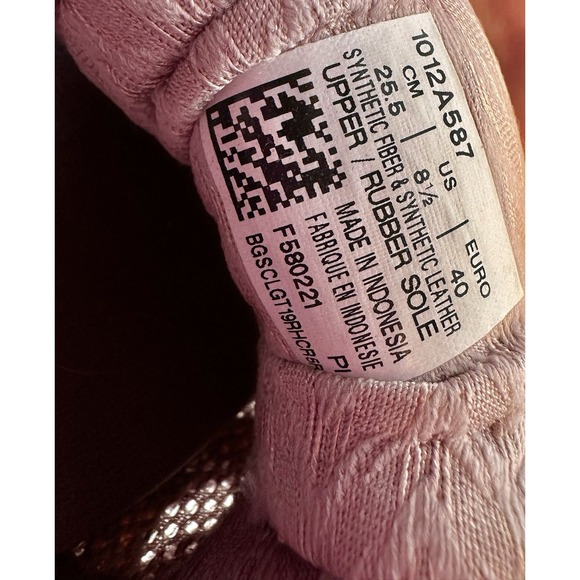 1012A587
CM | US | EURO
25.5 | 8½ | 40
SYNTHETIC FIBER & SYNTHETIC LEATHER
UPPER / RUBBER SOLE
MADE IN INDONESIA
FABRIQUE EN INDONESIE
F580221